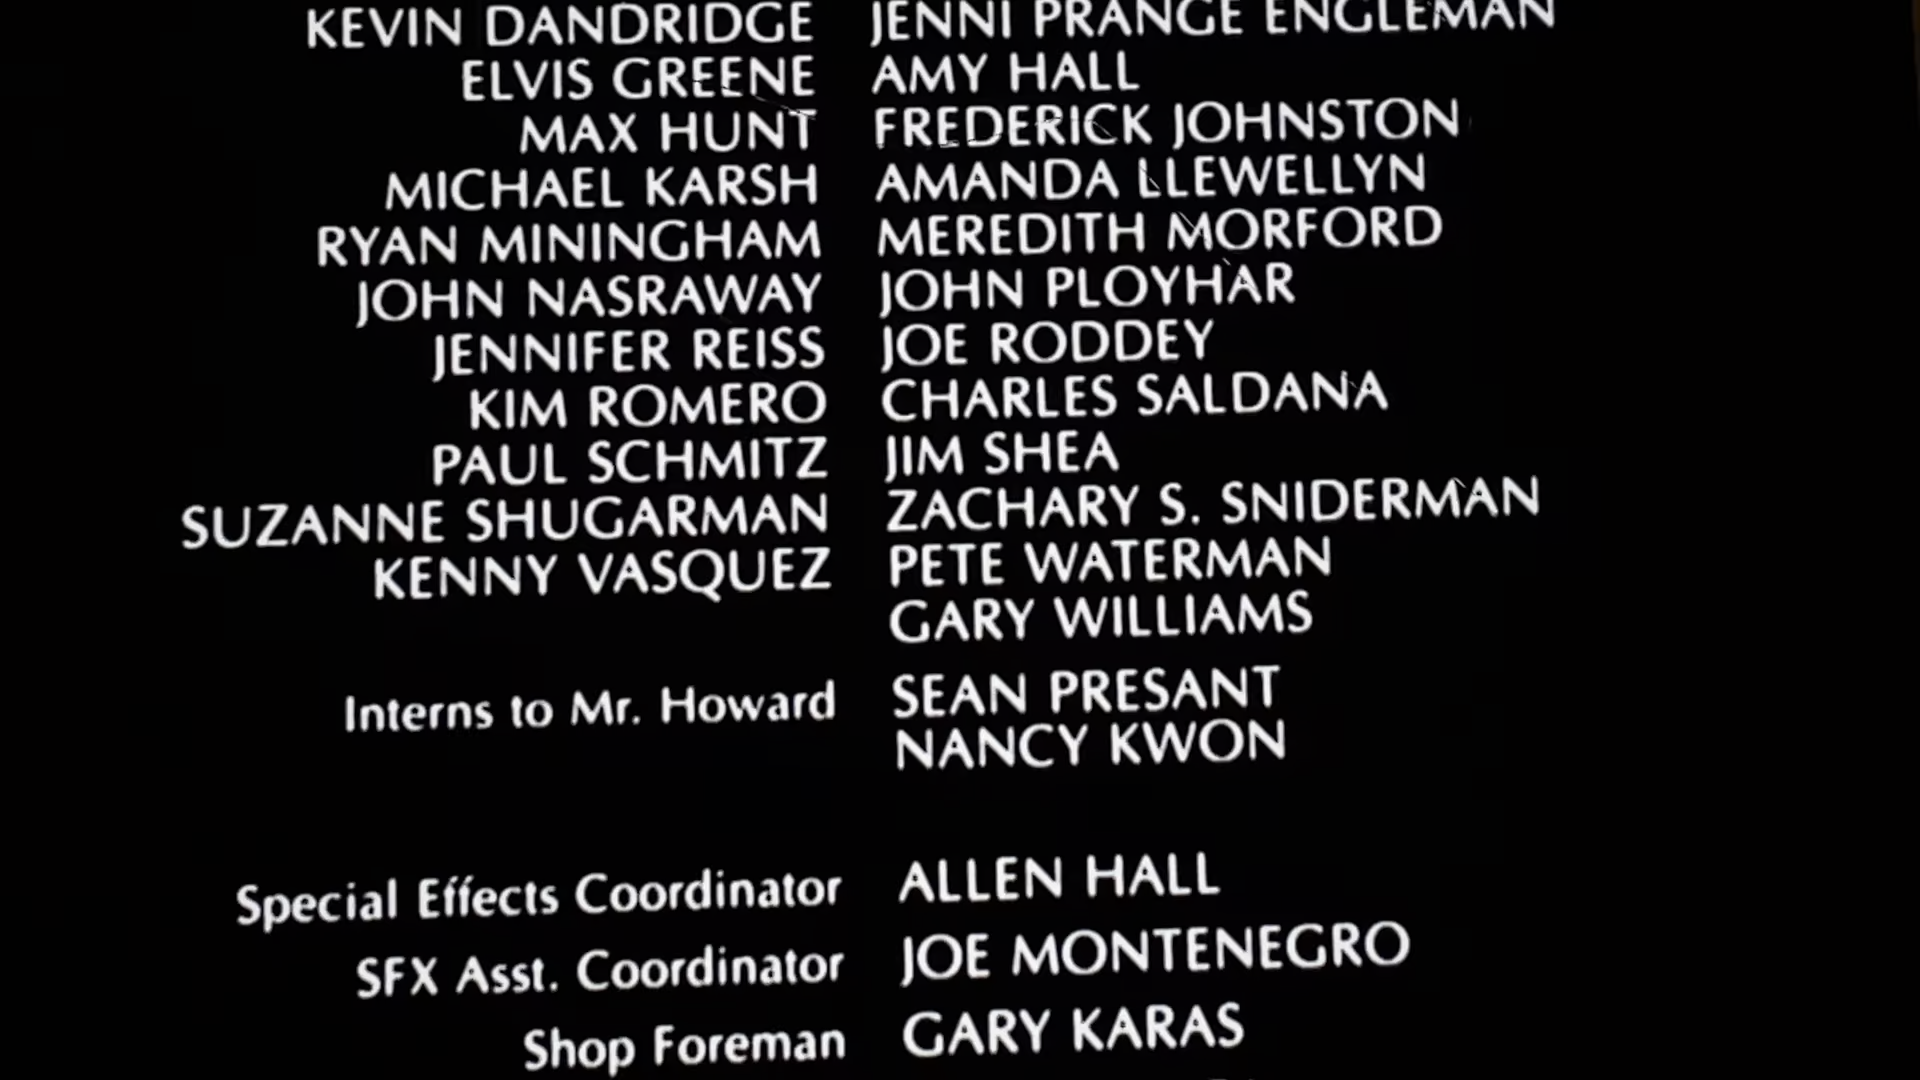 KEVIN DANDRIDGE JENNI PRANGE ENGLEMAN
ELVIS GREENE AMY HALL
MAX HUNT FREDERICK JOHNSTON
MICHAEL KARSH AMANDA LLEWELLYN
RYAN MININGHAM MEREDITH MORFORD
JOHN NASRAWAY JOHN PLOYHAR
JENNIFER REISS JOE RODDEY
KIM ROMERO CHARLES SALDANA
PAUL SCHMITZ JIM SHEA
SUZANNE SHUGARMAN ZACHARY S. SNIDERMAN
KENNY VASQUEZ PETE WATERMAN
GARY WILLIAMS
Interns to Mr. Howard SEAN PRESANT
NANCY KWON
Special Effects Coordinator ALLEN HALL
SFX Asst. Coordinator JOE MONTENEGRO
Shop Foreman GARY KARAS